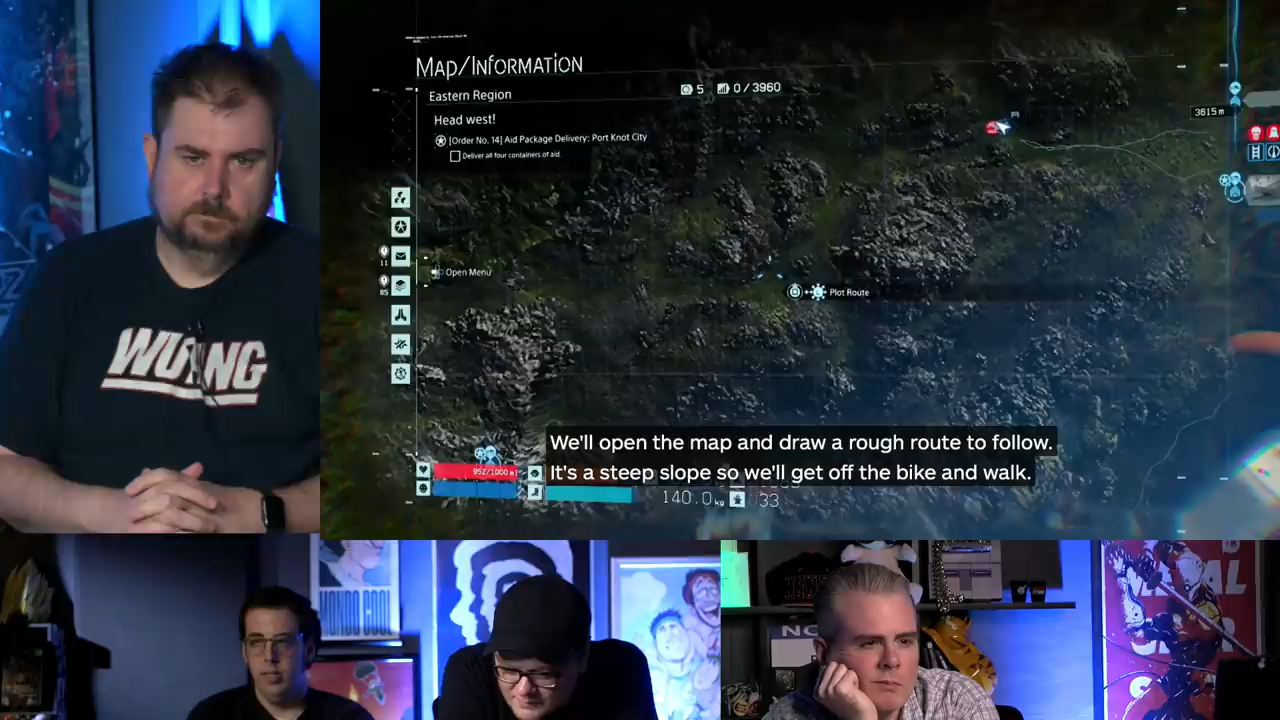 Map/Information
Eastern Region
5
0 / 3960
Head west!
[Order No. 14] Aid Package Delivery: Port Knot City
Deliver all four containers of aid.
3615 m
11
Open Menu
85
Plot Route
We'll open the map and draw a rough route to follow.
It's a steep slope so we'll get off the bike and walk.
952/1000
140.0 kg
33
MONDO COOL